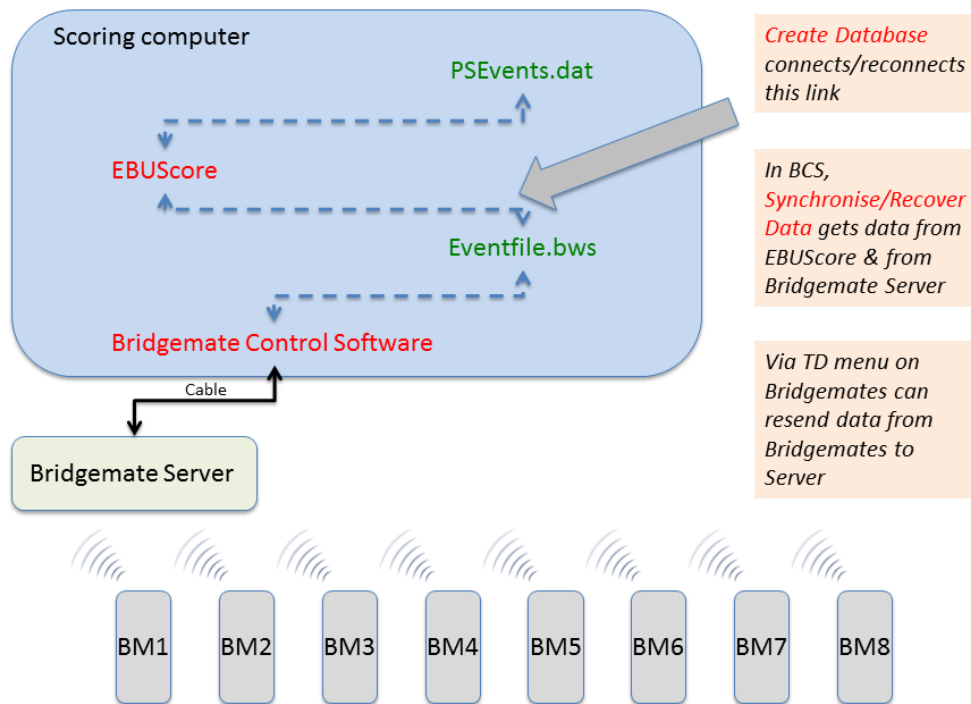 Scoring computer
PSEvents.dat
EBUScore
Eventfile.bws
Bridgemate Control Software
Cable
Bridgemate Server
Create Database
connects/reconnects
this link
In BCS,
Synchronise/Recover
Data gets data from
EBUScore & from
Bridgemate Server
Via TD menu on
Bridgemates can
resend data from
Bridgemates to
Server
BM1
BM2
BM3
BM4
BM5
BM6
BM7
BM8